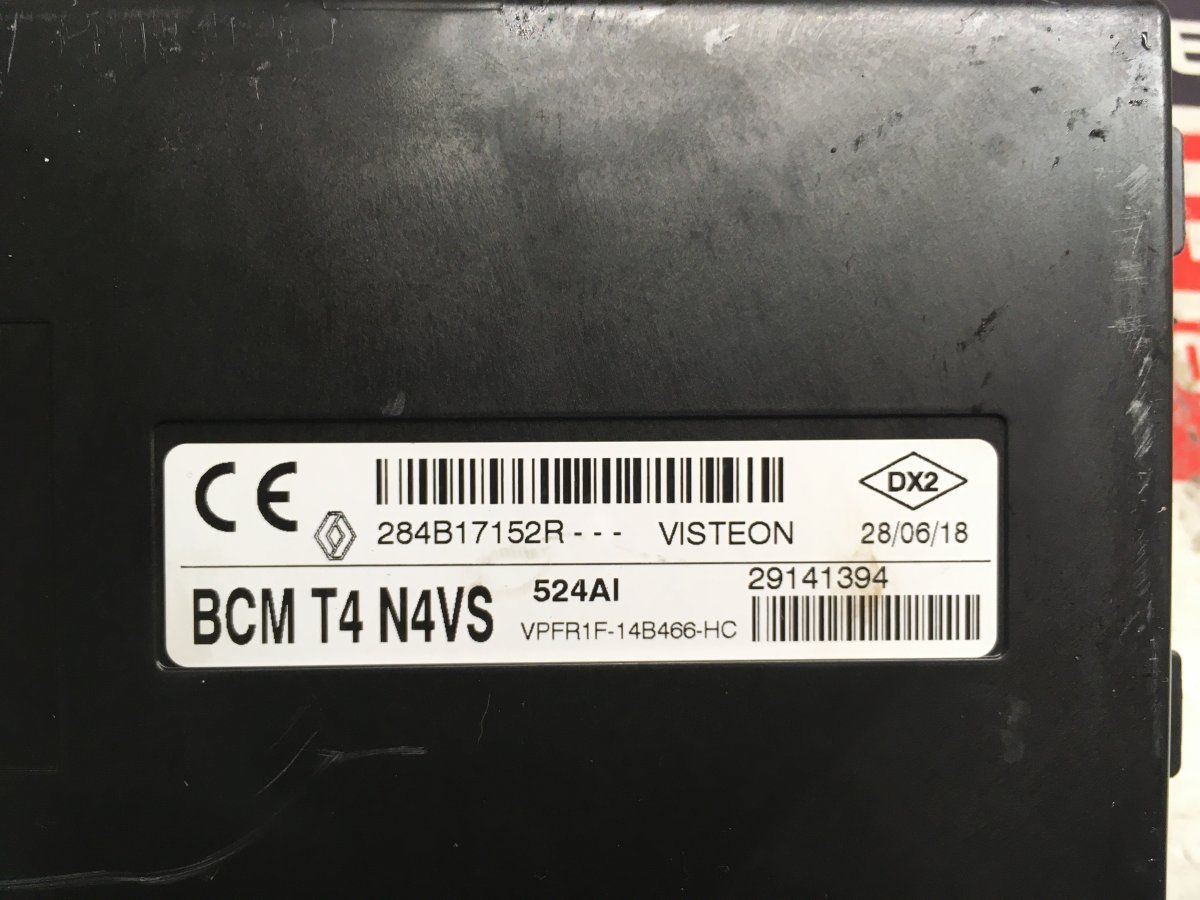 CE
284B17152R--- VISTEON
DX2
28/06/18
BCM T4 N4VS
524AI
VPFR1F-14B466-HC
29141394